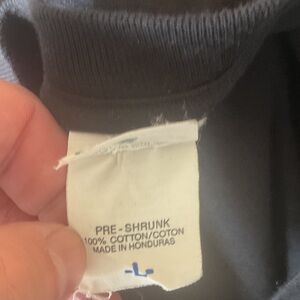 PRE-SHRUNK
100% COTTON/COTON
MADE IN HONDURAS
-L-